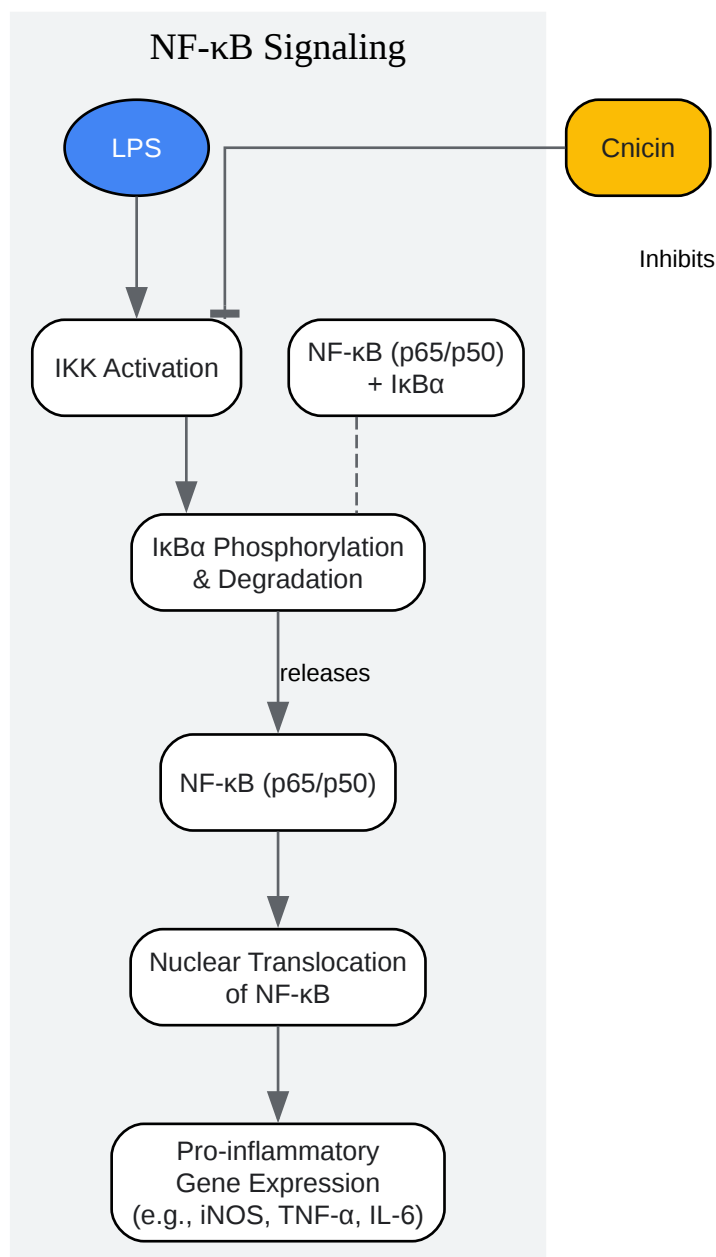 NF-κB Signaling
LPS
Cnicin
Inhibits
IKK Activation
NF-κB (p65/p50)
+ IκBα
IκBα Phosphorylation
& Degradation
releases
NF-κB (p65/p50)
Nuclear Translocation
of NF-κB
Pro-inflammatory
Gene Expression
(e.g., iNOS, TNF-α, IL-6)